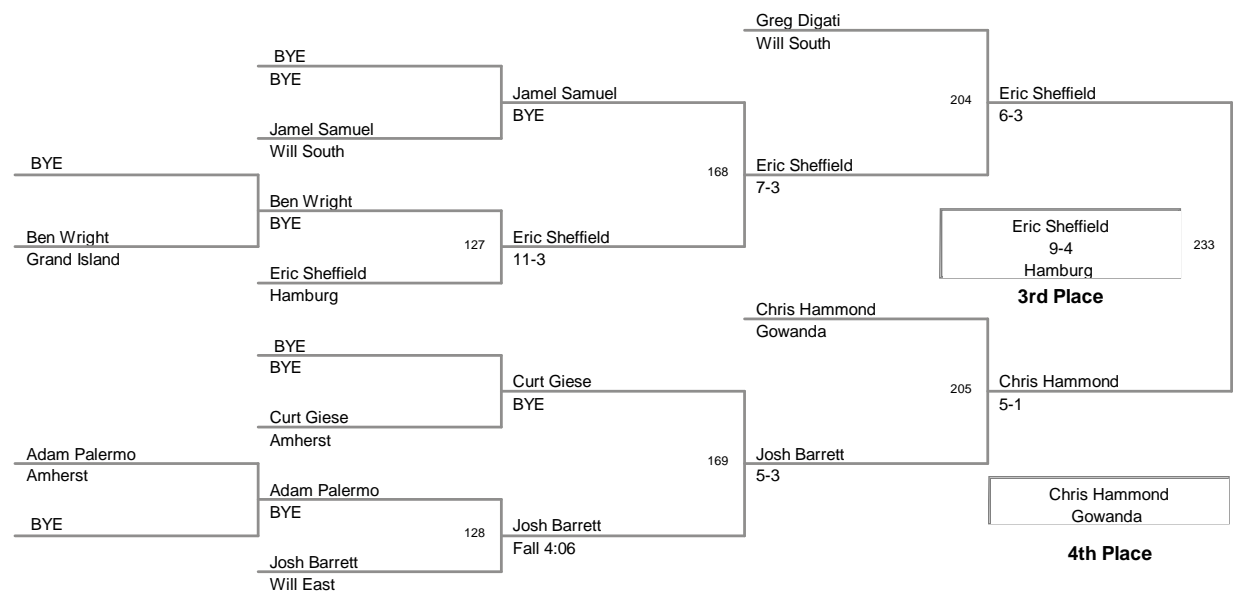 Greg Digati
Will South
BYE
BYE
Jamel Samuel
BYE
204
Eric Sheffield
6-3
Jamel Samuel
Will South
BYE
168
Eric Sheffield
7-3
Ben Wright
BYE
Ben Wright
Grand Island
127
Eric Sheffield
11-3
Eric Sheffield
9-4
Hamburg
233
Eric Sheffield
Hamburg
3rd Place
Chris Hammond
Gowanda
BYE
BYE
Curt Giese
BYE
205
Chris Hammond
5-1
Curt Giese
Amherst
Adam Palermo
Amherst
169
Josh Barrett
5-3
Adam Palermo
BYE
Chris Hammond
Gowanda
BYE
128
Josh Barrett
Fall 4:06
4th Place
Josh Barrett
Will East